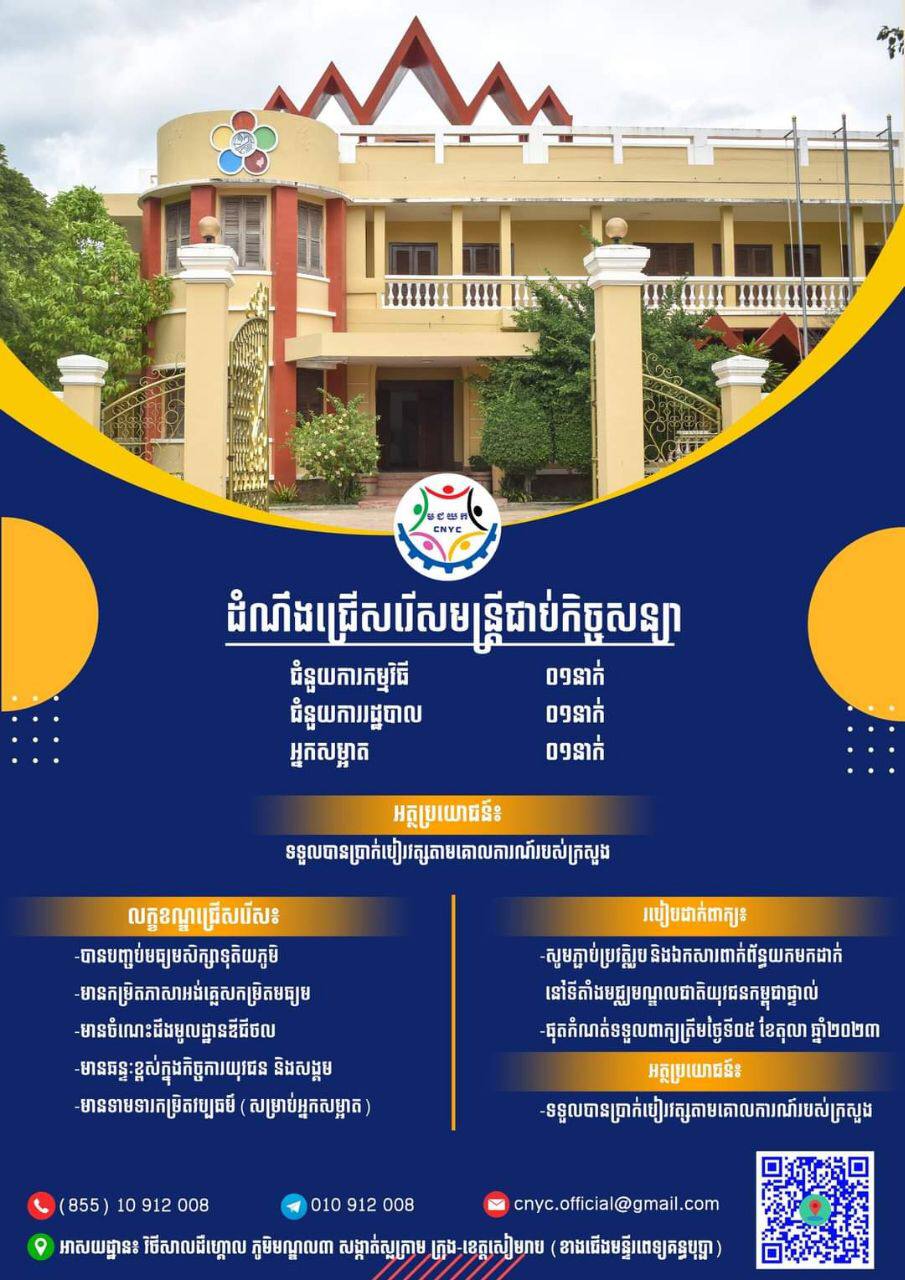 មជយក
CNYC
ដំណឹងជ្រើសរើសមន្ត្រីជាប់កិច្ចសន្យា
ជំនួយការកម្មវិធី ០១នាក់
ជំនួយការរដ្ឋបាល ០១នាក់
អ្នកសម្អាត ០១នាក់
អត្ថប្រយោជន៍៖
ទទួលបានប្រាក់បៀវត្សតាមគោលការណ៍របស់ក្រសួង
លក្ខខណ្ឌជ្រើសរើស៖
-បានបញ្ចប់មធ្យមសិក្សាទុតិយភូមិ
-មានកម្រិតភាសាអង់គ្លេសកម្រិតមធ្យម
-មានចំណេះដឹងមូលដ្ឋានឌីជីថល
-មានឆន្ទៈខ្ពស់ក្នុងកិច្ចការយុវជន និងសង្គម
-មានទាមទារកម្រិតវប្បធម៌ (សម្រាប់អ្នកសម្អាត)
របៀបដាក់ពាក្យ៖
-សូមភ្ជាប់ប្រវត្តិរូប និងឯកសារពាក់ព័ន្ធយកមកដាក់
នៅទីតាំងមជ្ឈមណ្ឌលជាតិយុវជនកម្ពុជាផ្ទាល់
-ផុតកំណត់ទទួលពាក្យត្រឹមថ្ងៃទី០៥ ខែតុលា ឆ្នាំ២០២៣
អត្ថប្រយោជន៍៖
-ទទួលបានប្រាក់បៀវត្សតាមគោលការណ៍របស់ក្រសួង
(855) 10 912 008
010 912 008
cnyc.official@gmail.com
អាសយដ្ឋាន៖ វិថីសាលដឺហ្គោល ភូមិមណ្ឌល៣ សង្កាត់ស្លក្រាម ក្រុង-ខេត្តសៀមរាប (ខាងជើងមន្ទីរពេទ្យគន្ធបុប្ផា)